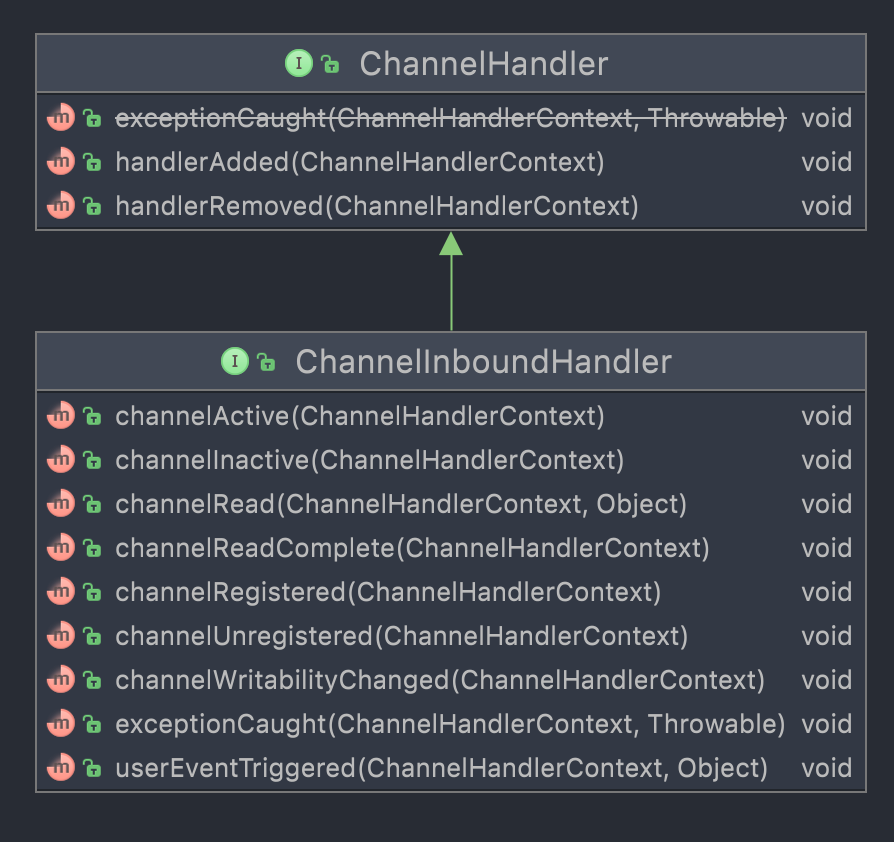 I ChannelHandler
m exceptionCaught(ChannelHandlerContext, Throwable) void
m handlerAdded(ChannelHandlerContext) void
m handlerRemoved(ChannelHandlerContext) void
I ChannelInboundHandler
m channelActive(ChannelHandlerContext) void
m channelInactive(ChannelHandlerContext) void
m channelRead(ChannelHandlerContext, Object) void
m channelReadComplete(ChannelHandlerContext) void
m channelRegistered(ChannelHandlerContext) void
m channelUnregistered(ChannelHandlerContext) void
m channelWritabilityChanged(ChannelHandlerContext) void
m exceptionCaught(ChannelHandlerContext, Throwable) void
m userEventTriggered(ChannelHandlerContext, Object) void